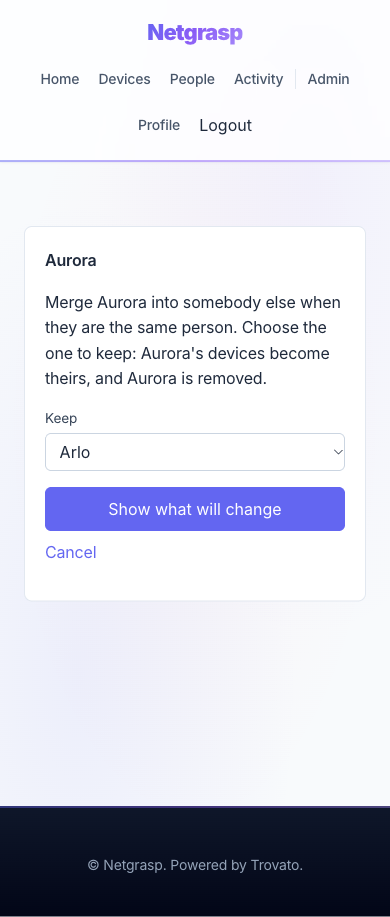 Netgrasp
Home Devices People Activity Admin
Profile Logout
Aurora
Merge Aurora into somebody else when
they are the same person. Choose the
one to keep: Aurora's devices become
theirs, and Aurora is removed.
Keep
Arlo
Show what will change
Cancel
© Netgrasp. Powered by Trovato.